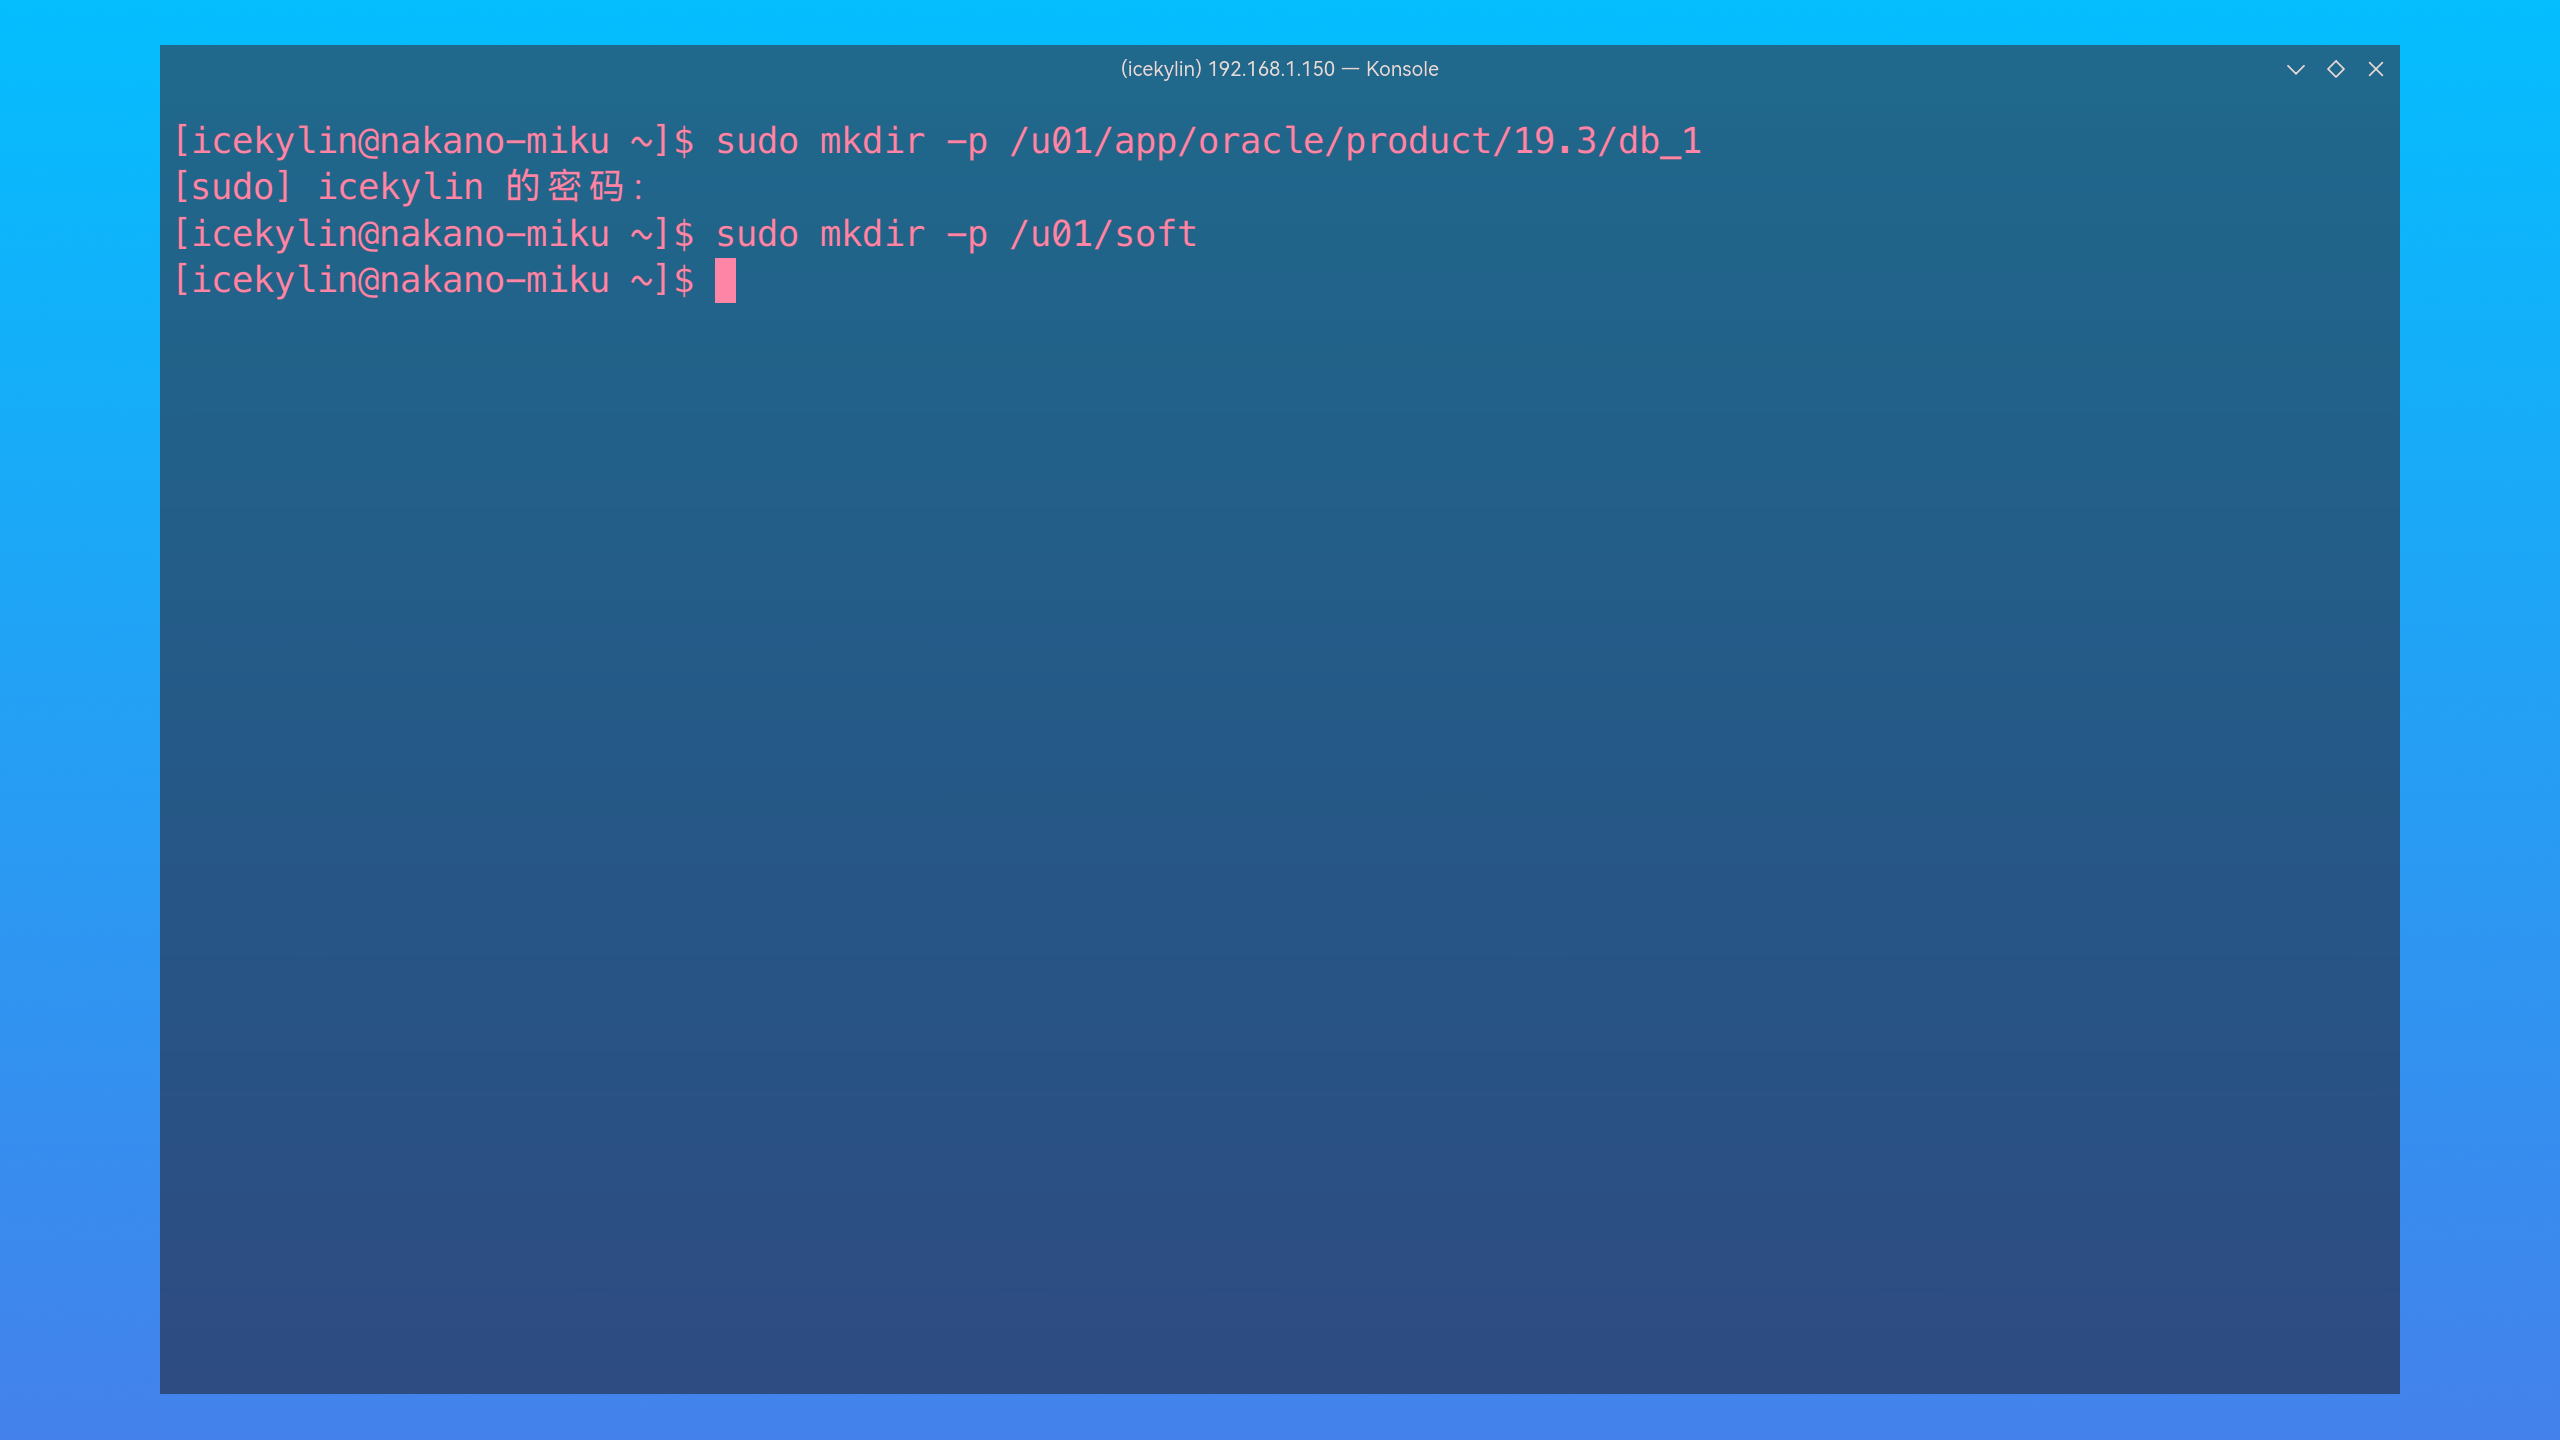 (icekylin) 192.168.1.150 — Konsole
[icekylin@nakano-miku ~]$ sudo mkdir -p /u01/app/oracle/product/19.3/db_1
[sudo] icekylin 的密码：
[icekylin@nakano-miku ~]$ sudo mkdir -p /u01/soft
[icekylin@nakano-miku ~]$